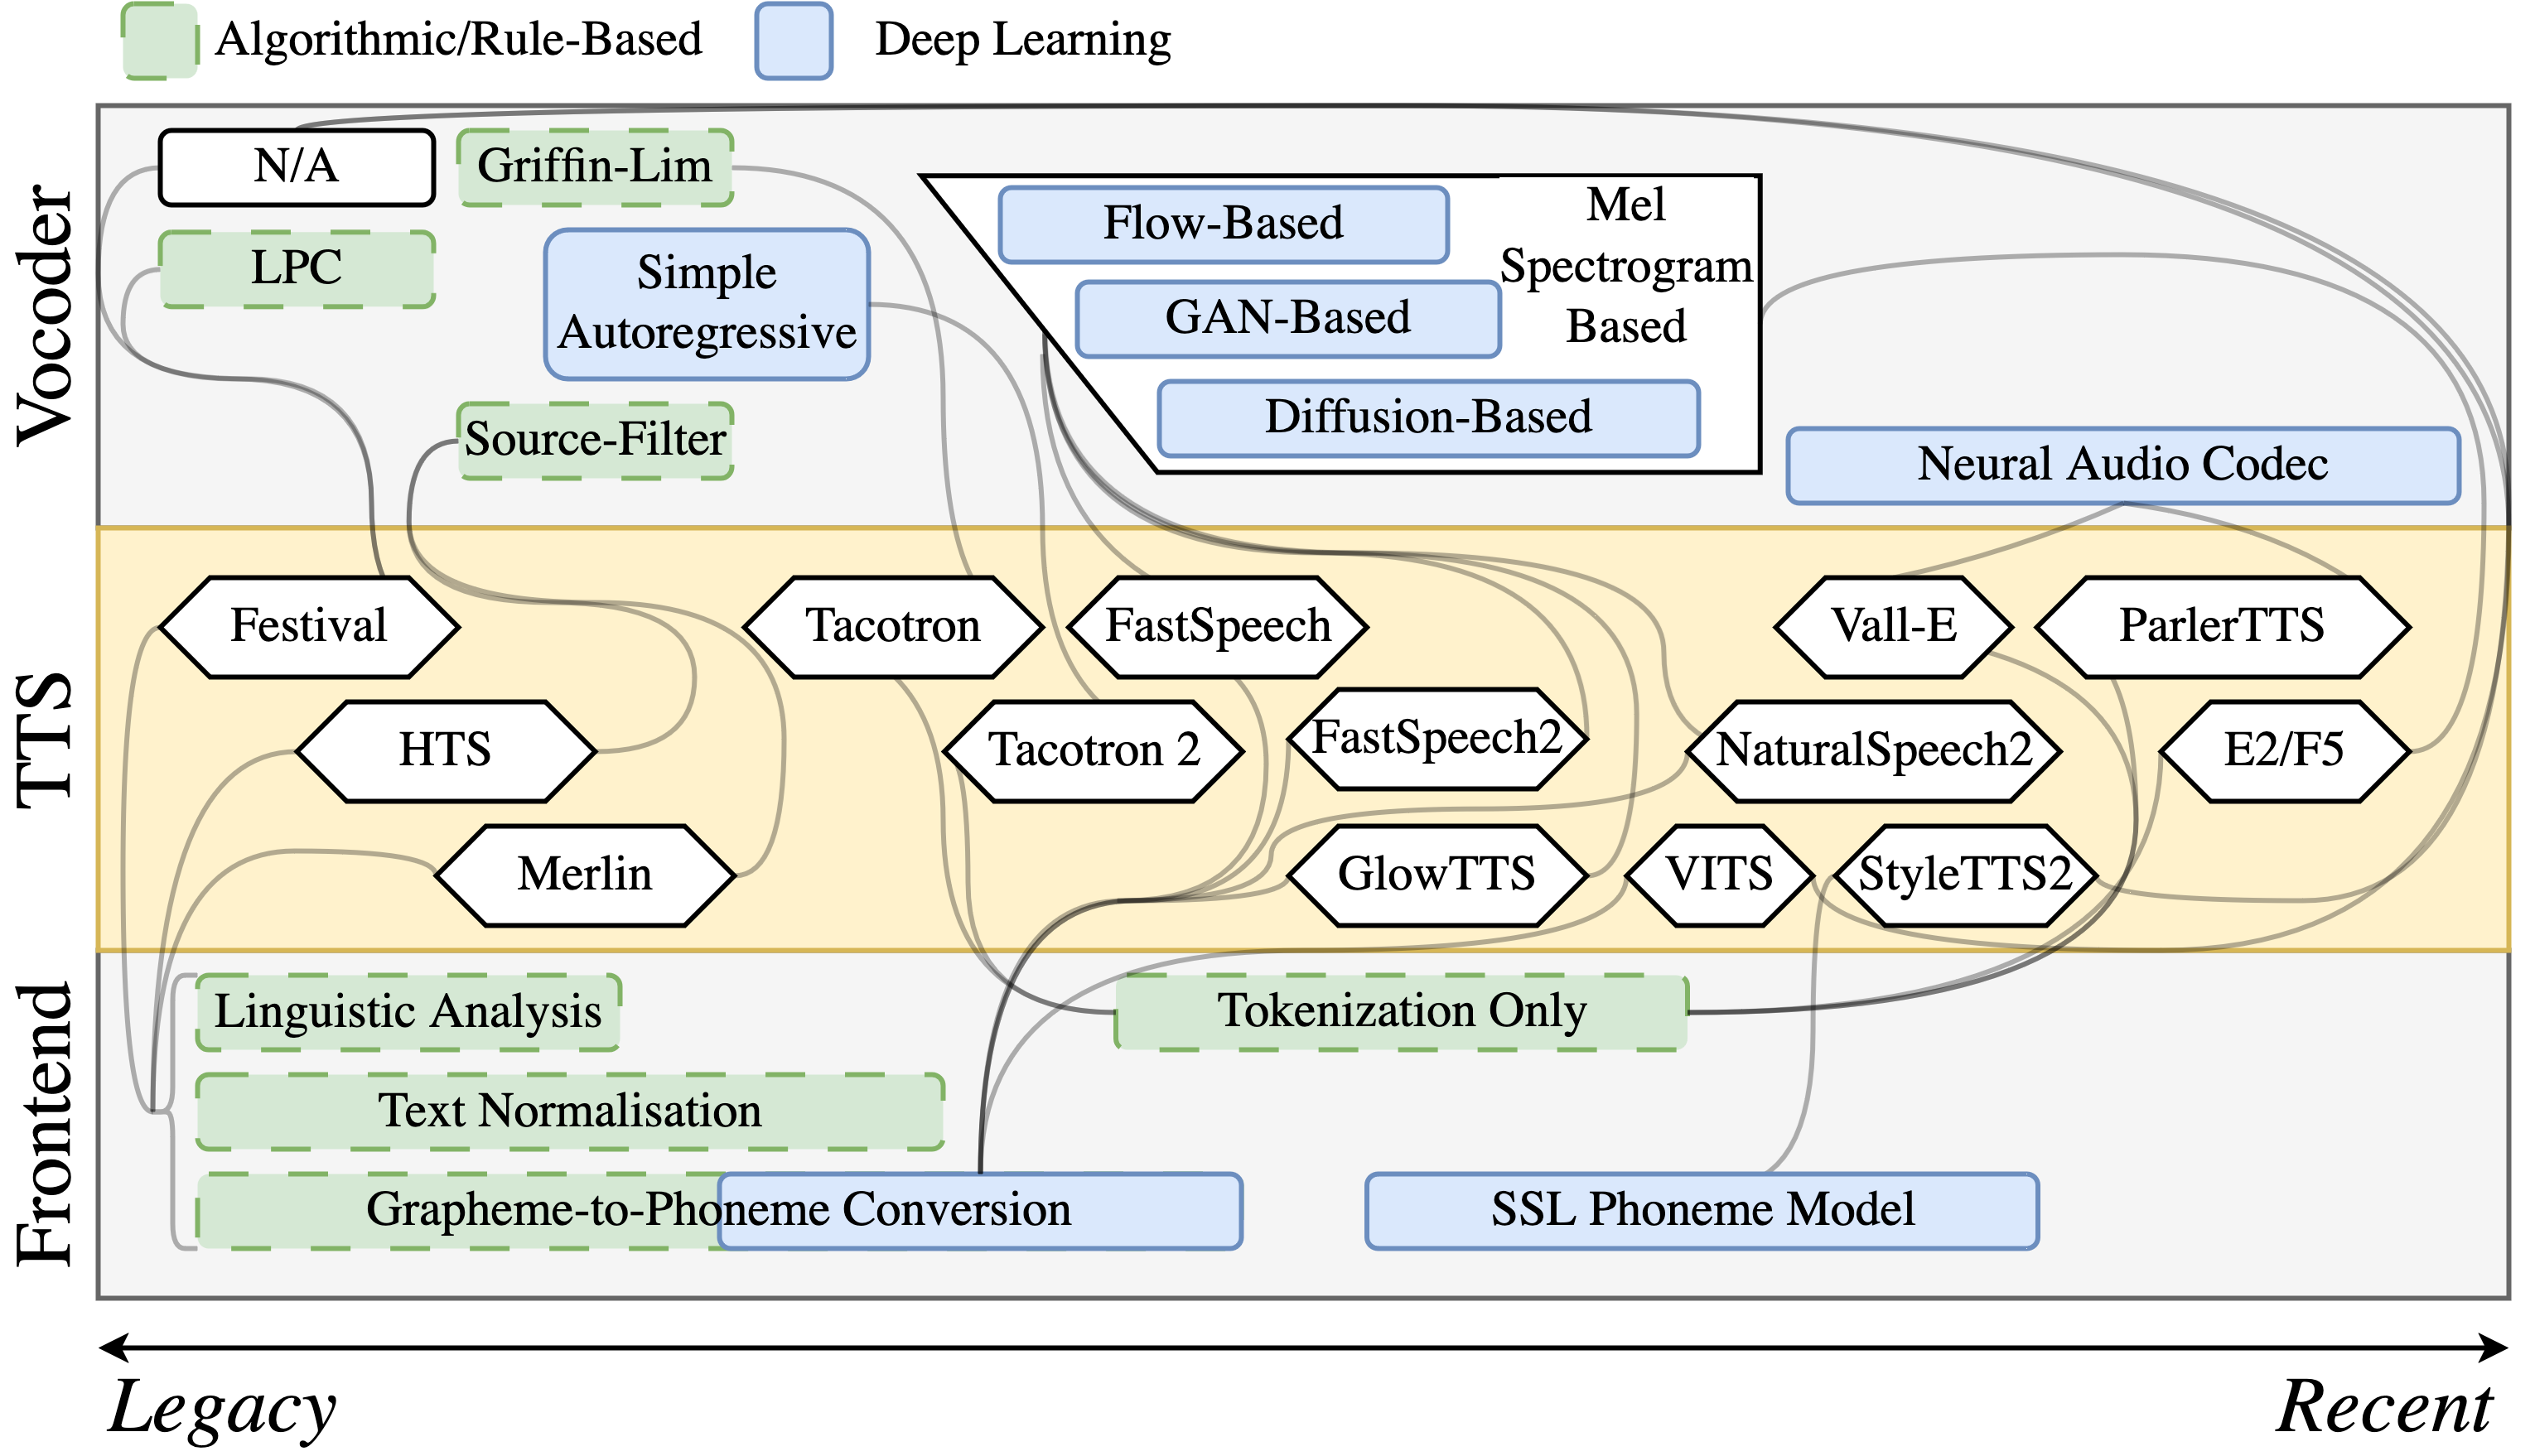 Algorithmic/Rule-Based
Deep Learning
Vocoder
N/A
Griffin-Lim
LPC
Simple
Autoregressive
Source-Filter
Flow-Based
GAN-Based
Diffusion-Based
Mel
Spectrogram
Based
Neural Audio Codec
TTS
Festival
Tacotron
FastSpeech
Vall-E
ParlerTTS
HTS
Tacotron 2
FastSpeech2
NaturalSpeech2
E2/F5
Merlin
GlowTTS
VITS
StyleTTS2
Frontend
Linguistic Analysis
Tokenization Only
Text Normalisation
Grapheme-to-Phoneme Conversion
SSL Phoneme Model
Legacy
Recent